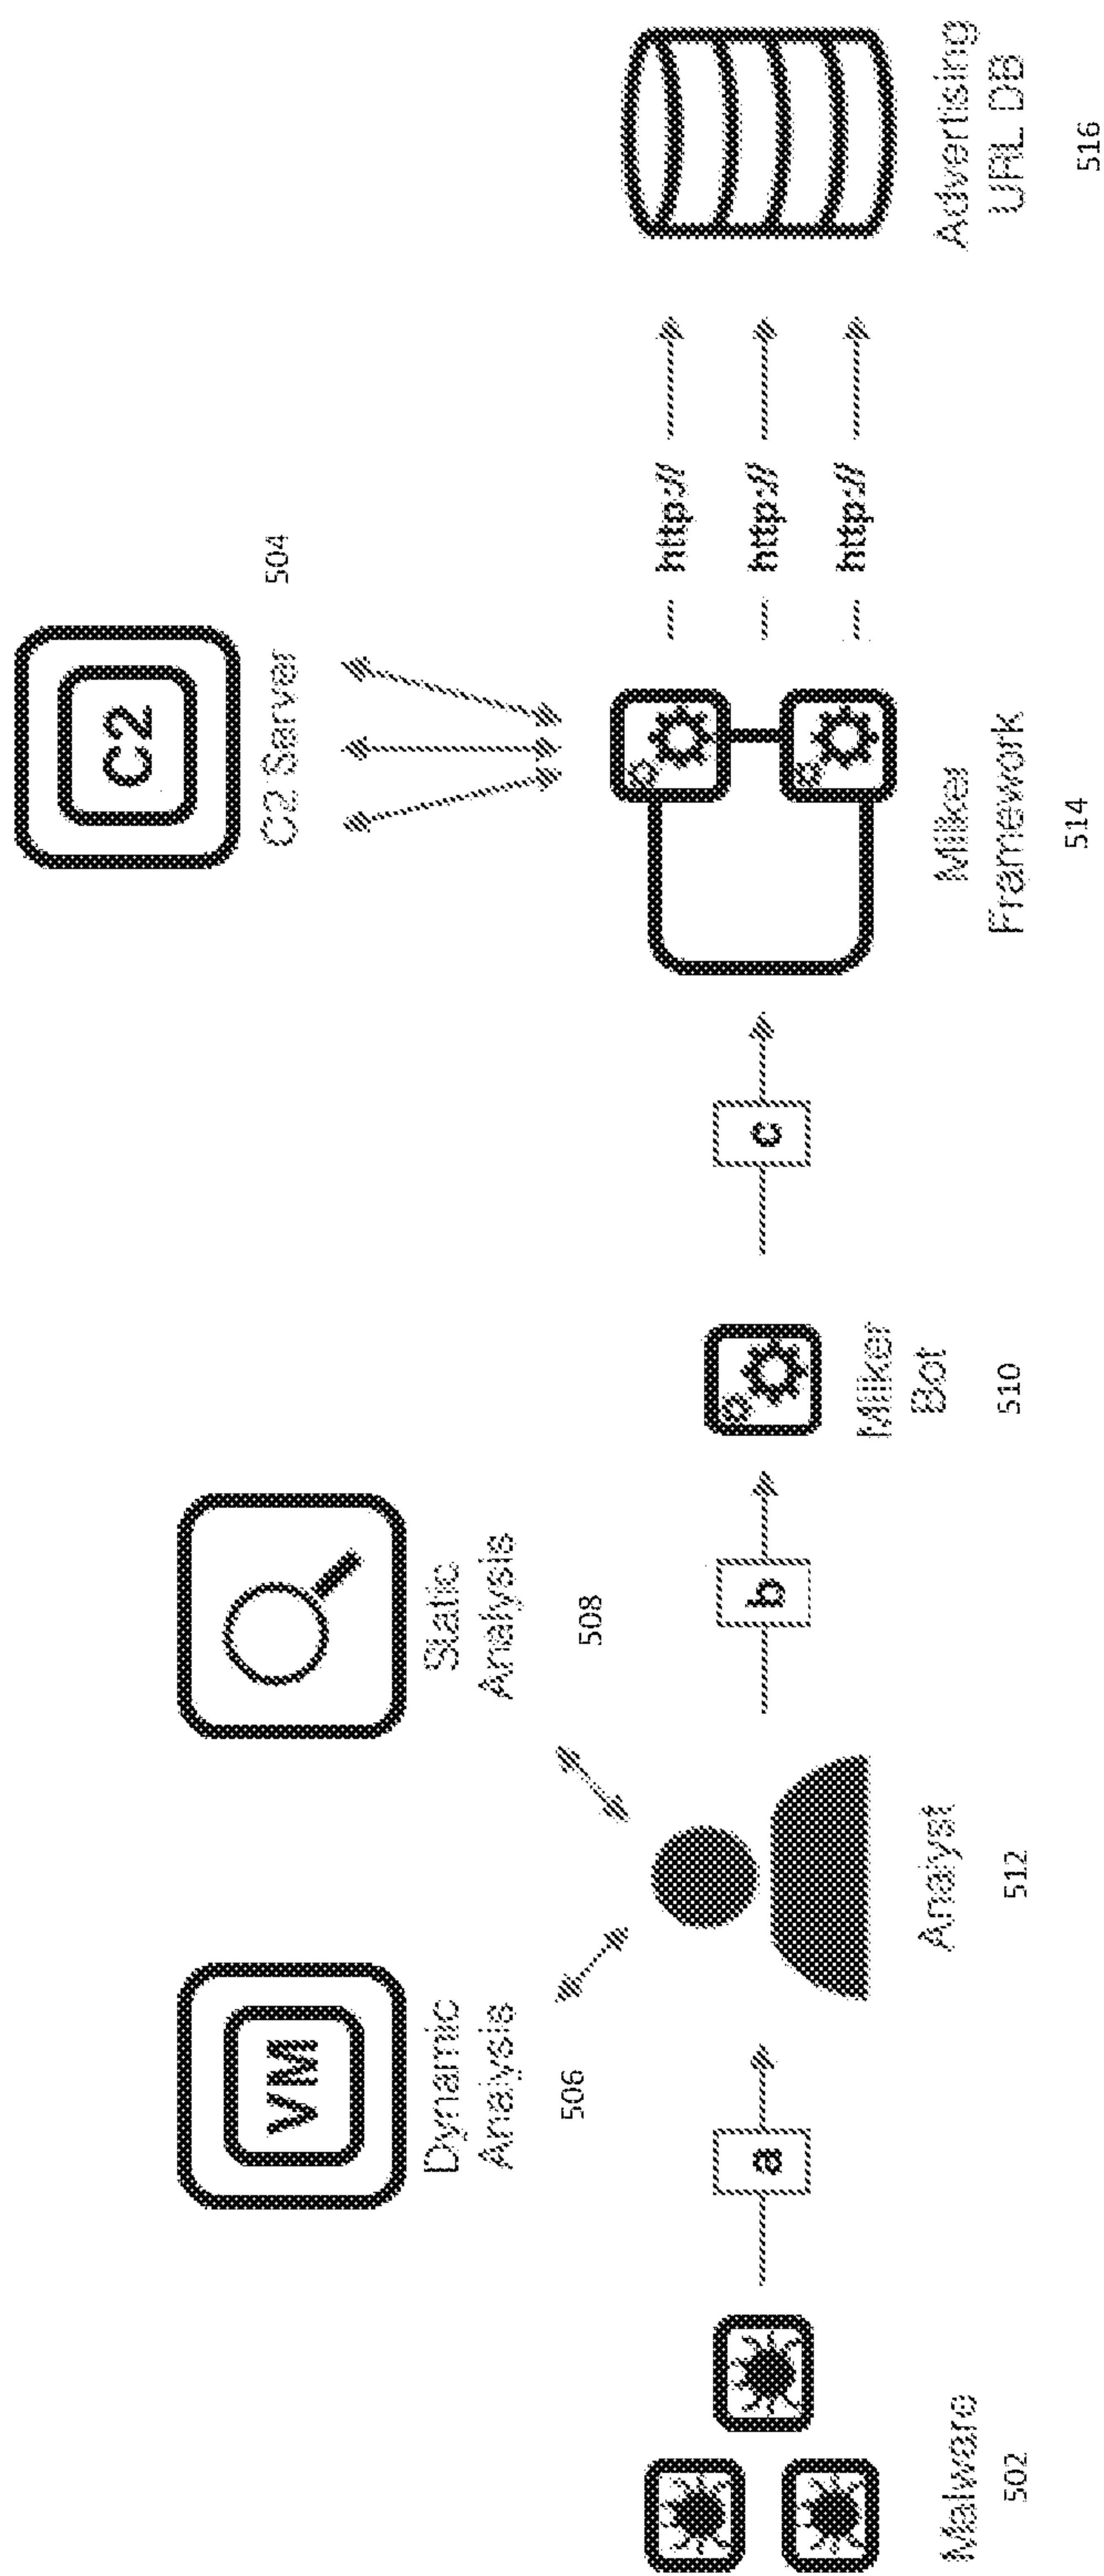 C2
C2 Server
504
VM
Dynamic
Analysis
506
Static
Analysis
508
Malware
502
a
Analyst
512
b
Milker
Bot
510
c
Milker
Framework
514
http://
http://
http://
Advertising
URL DB
516